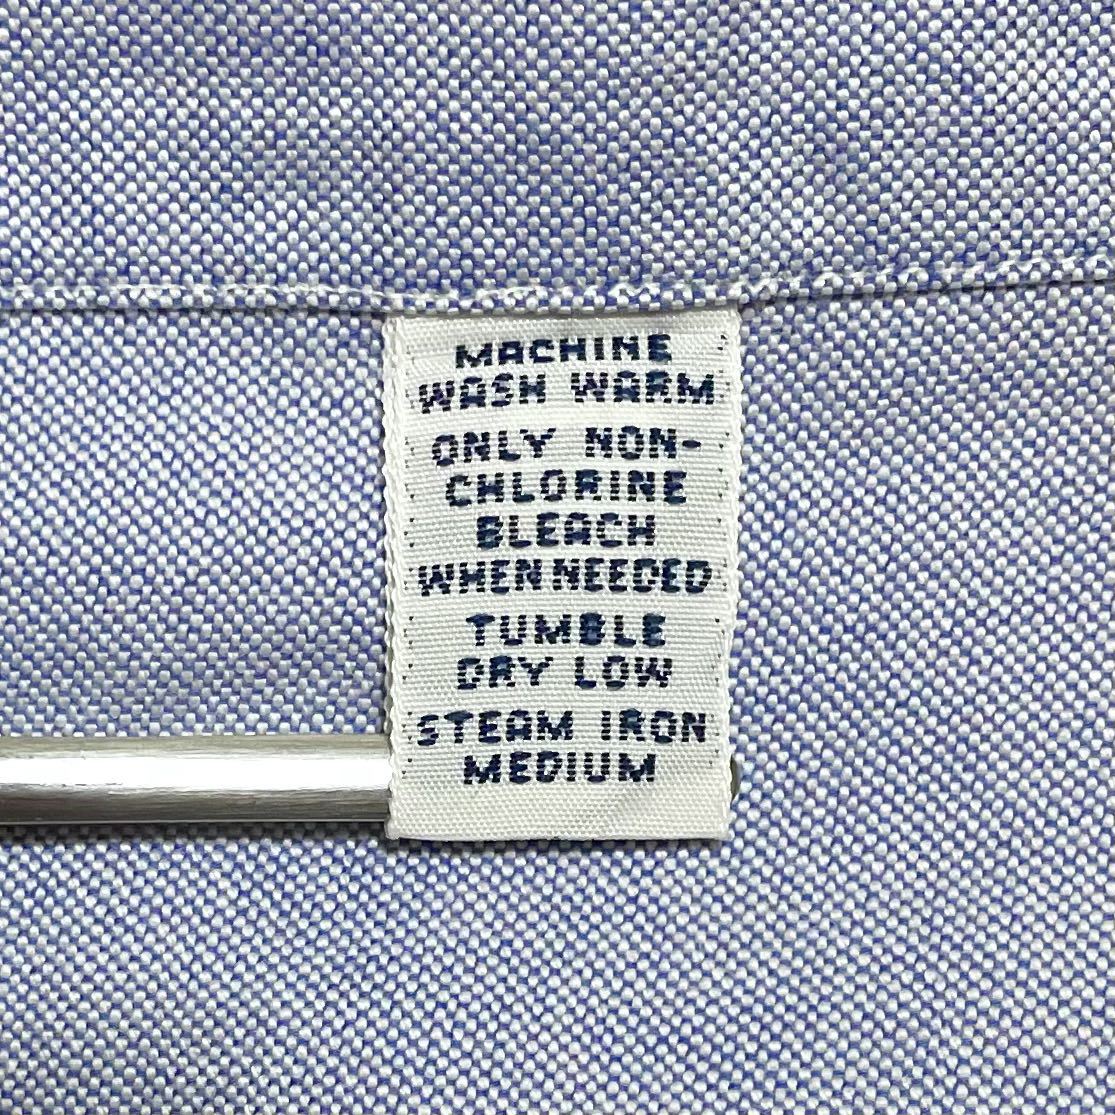 MACHINE
WASH WARM
ONLY NON-
CHLORINE
BLEACH
WHEN NEEDED
TUMBLE
DRY LOW
STEAM IRON
MEDIUM